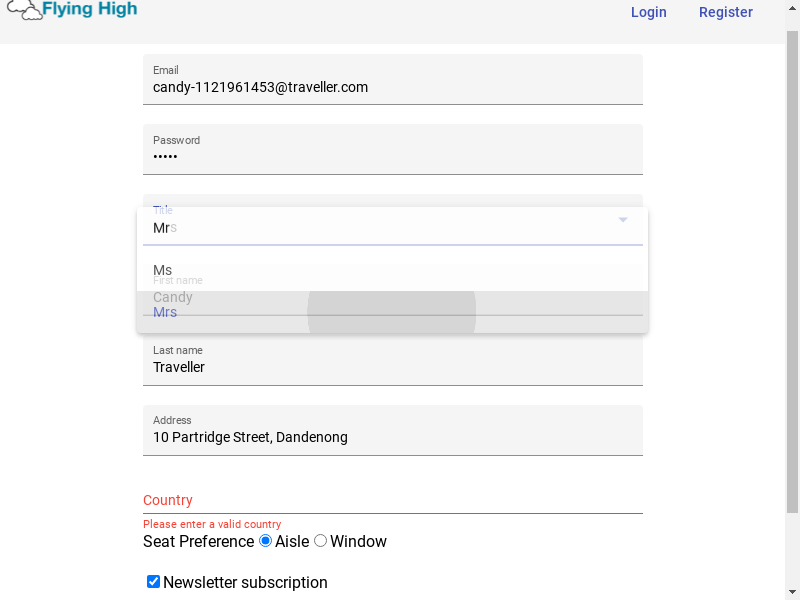 Flying High
Login
Register
Email
candy-1121961453@traveller.com
Password
•••••
Title
Mrs
Ms
First name
Candy
Mrs
Last name
Traveller
Address
10 Partridge Street, Dandenong
Country
Please enter a valid country
Seat Preference Aisle Window
Newsletter subscription